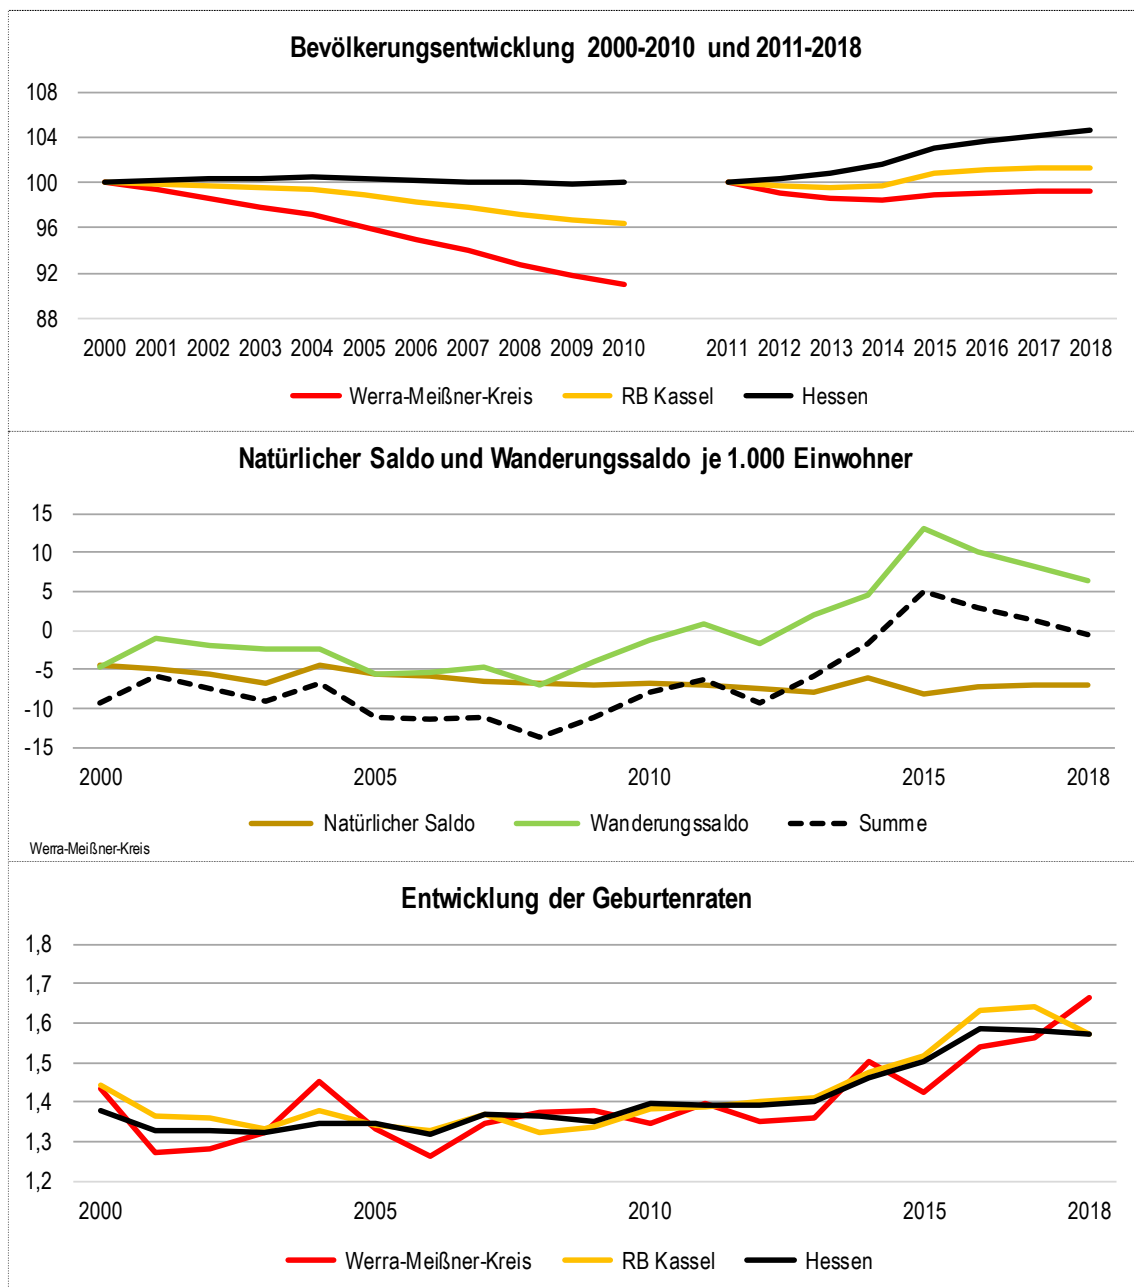 Bevölkerungsentwicklung 2000-2010 und 2011-2018
108
104
100
96
92
88
2000 2001 2002 2003 2004 2005 2006 2007 2008 2009 2010 2011 2012 2013 2014 2015 2016 2017 2018
Werra-Meißner-Kreis RB Kassel Hessen
Natürlicher Saldo und Wanderungssaldo je 1.000 Einwohner
15
10
5
0
-5
-10
-15
2000 2005 2010 2015 2018
Natürlicher Saldo Wanderungssaldo Summe
Werra-Meißner-Kreis
Entwicklung der Geburtenraten
1,8
1,7
1,6
1,5
1,4
1,3
1,2
2000 2005 2010 2015 2018
Werra-Meißner-Kreis RB Kassel Hessen